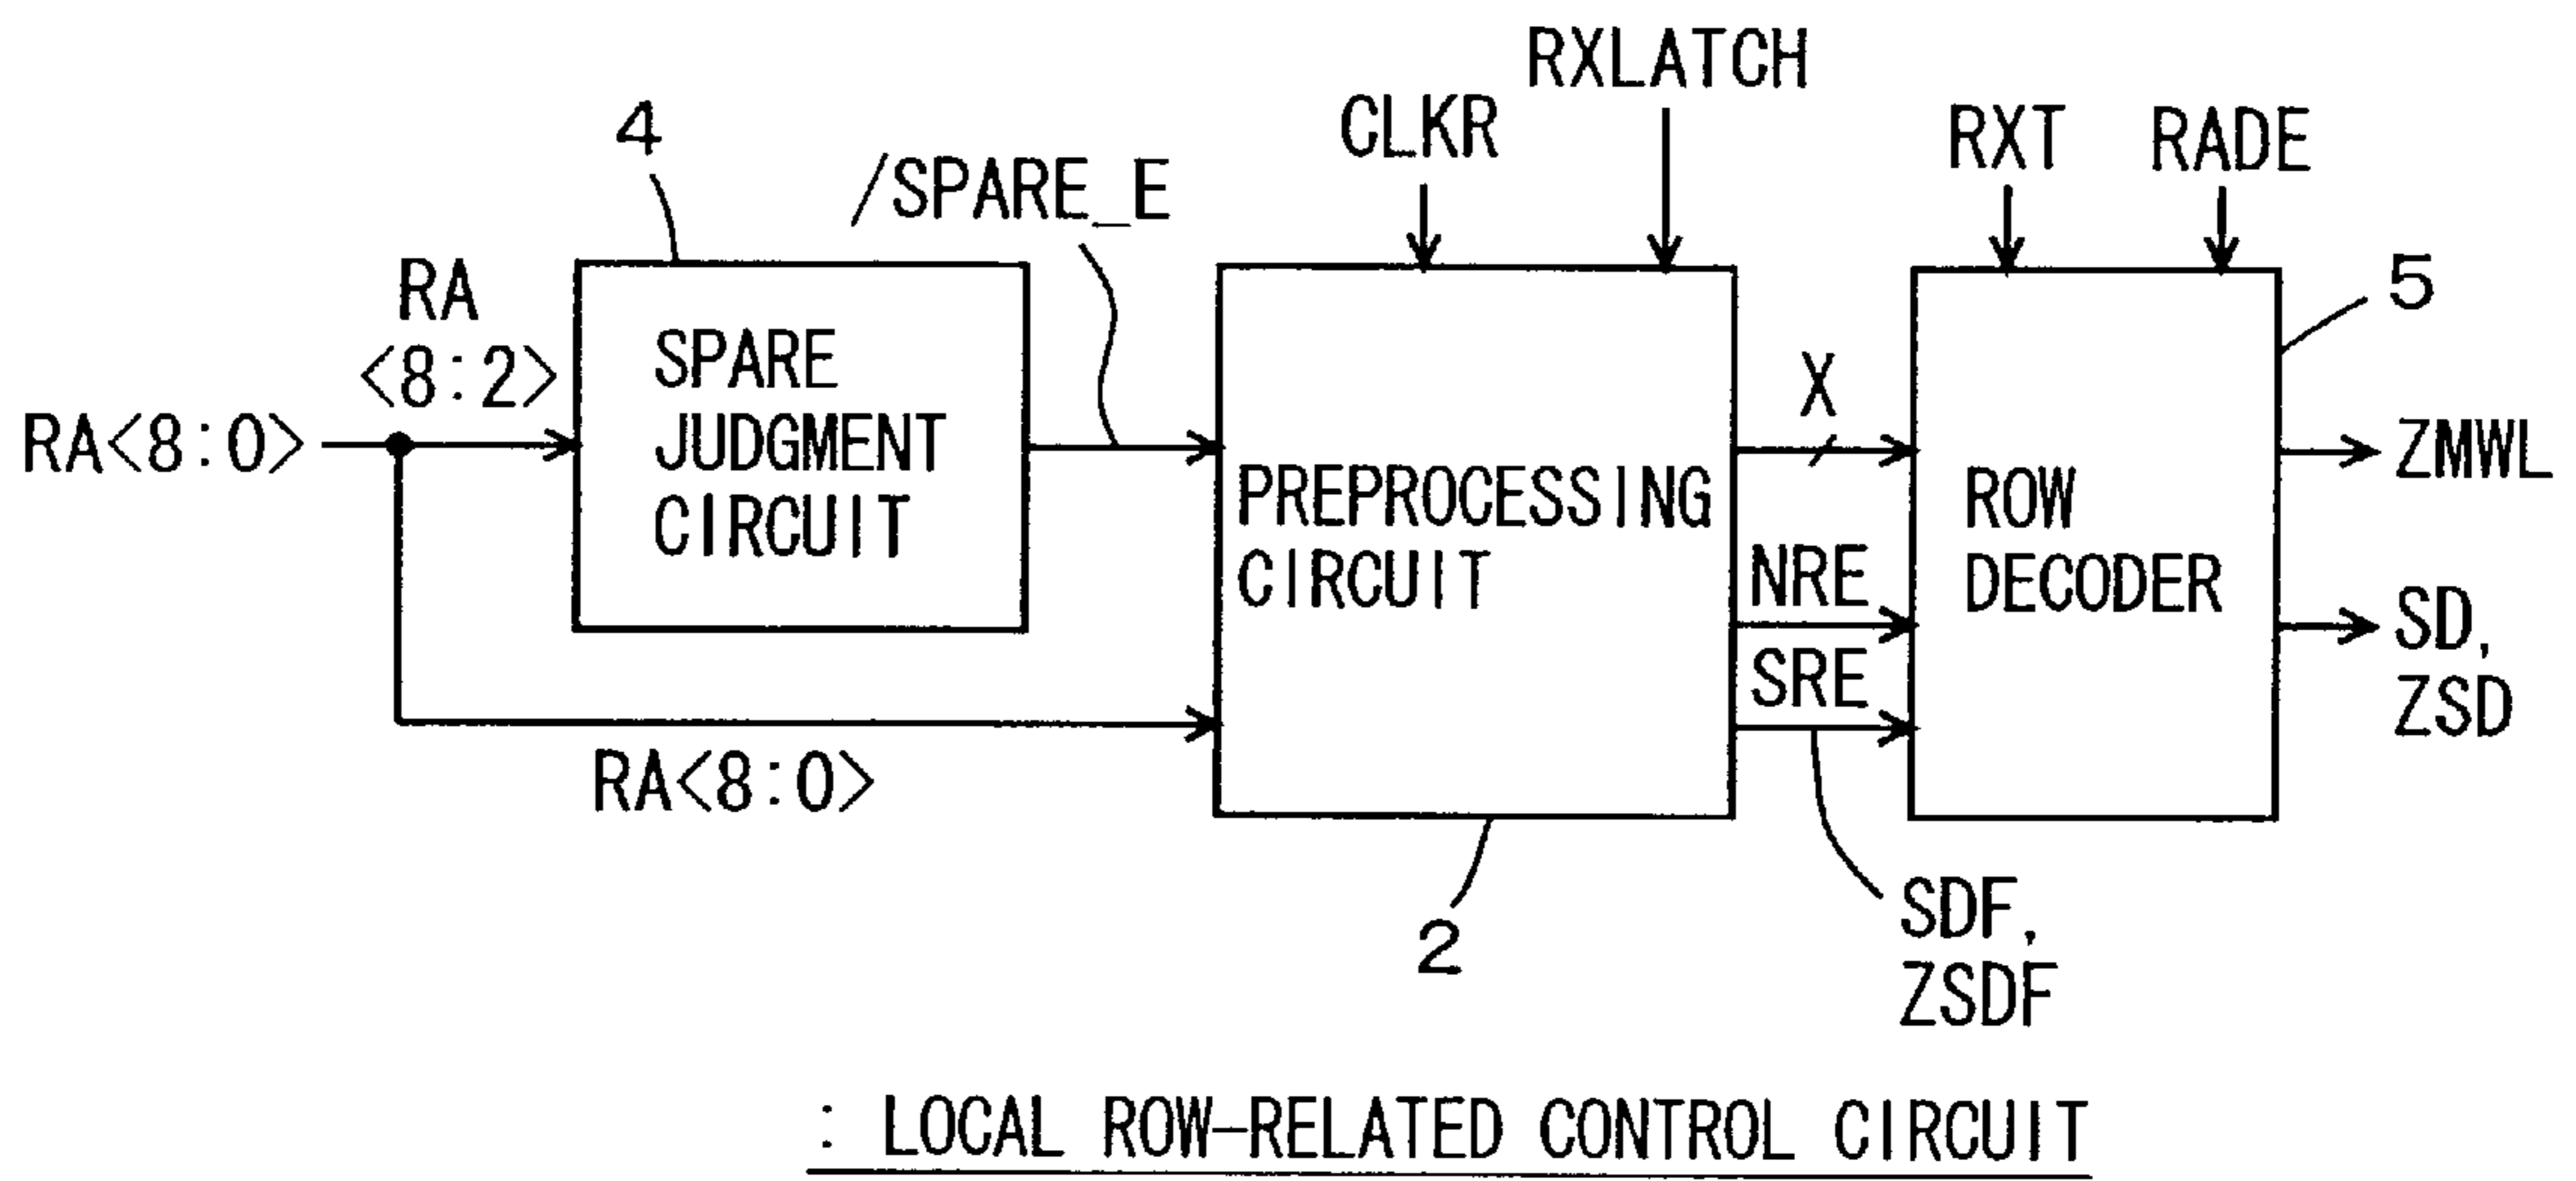 RXLATCH
CLKR
RXT
RADE
4
/SPARE_E
RA
<8:2>
RA<8:0>
SPARE
JUDGMENT
CIRCUIT
PREPROCESSING
CIRCUIT
X
NRE
SRE
ROW
DECODER
5
ZMWL
SD,
ZSD
RA<8:0>
2
SDF,
ZSDF
: LOCAL ROW-RELATED CONTROL CIRCUIT